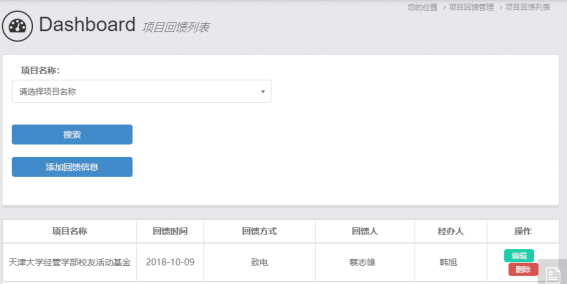 您的位置 > 项目回馈管理 > 项目回馈列表
Dashboard 项目回馈列表
项目名称:
请选择项目名称
搜索
添加回馈信息
项目名称 回馈时间 回馈方式 回馈人 经办人 操作
天津大学经管学部校友活动基金 2018-10-09 致电 蔡志雄 韩旭 编辑
删除